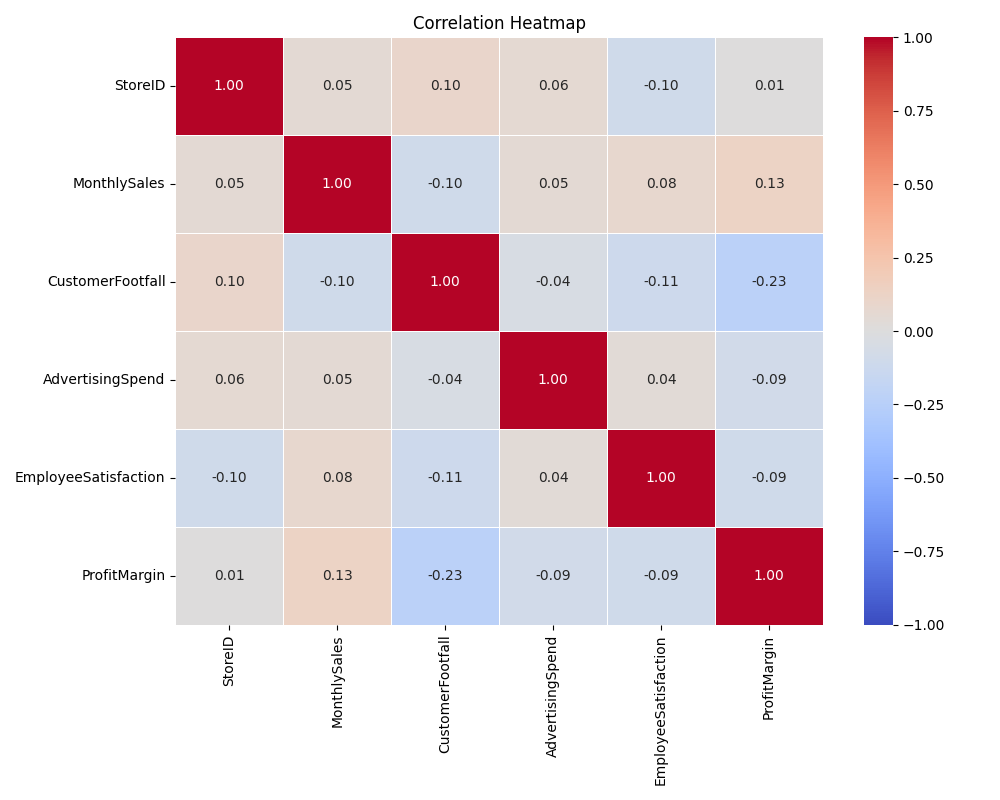 Correlation Heatmap
StoreID 1.00 0.05 0.10 0.06 -0.10 0.01
MonthlySales 0.05 1.00 -0.10 0.05 0.08 0.13
CustomerFootfall 0.10 -0.10 1.00 -0.04 -0.11 -0.23
AdvertisingSpend 0.06 0.05 -0.04 1.00 0.04 -0.09
EmployeeSatisfaction -0.10 0.08 -0.11 0.04 1.00 -0.09
ProfitMargin 0.01 0.13 -0.23 -0.09 -0.09 1.00
StoreID
MonthlySales
CustomerFootfall
AdvertisingSpend
EmployeeSatisfaction
ProfitMargin
1.00
0.75
0.50
0.25
0.00
−0.25
−0.50
−0.75
−1.00